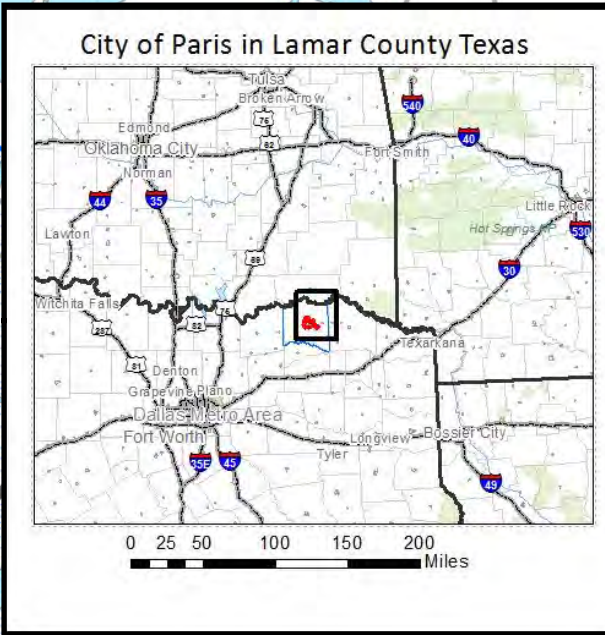 City of Paris in Lamar County Texas
Tulsa
Broken Arrow
540
75
Edmond
62
40
Oklahoma City
Fort Smith
Norman
44
35
Little Rock
Hot Springs NP
530
Lawton
69
30
Witchita Falls
75
82
287
Texarkana
81
Denton
Grapevine Plano
Dallas Metro Area
Fort Worth
Longview
Bossier City
Tyler
35E
45
49
0 25 50 100 150 200
Miles